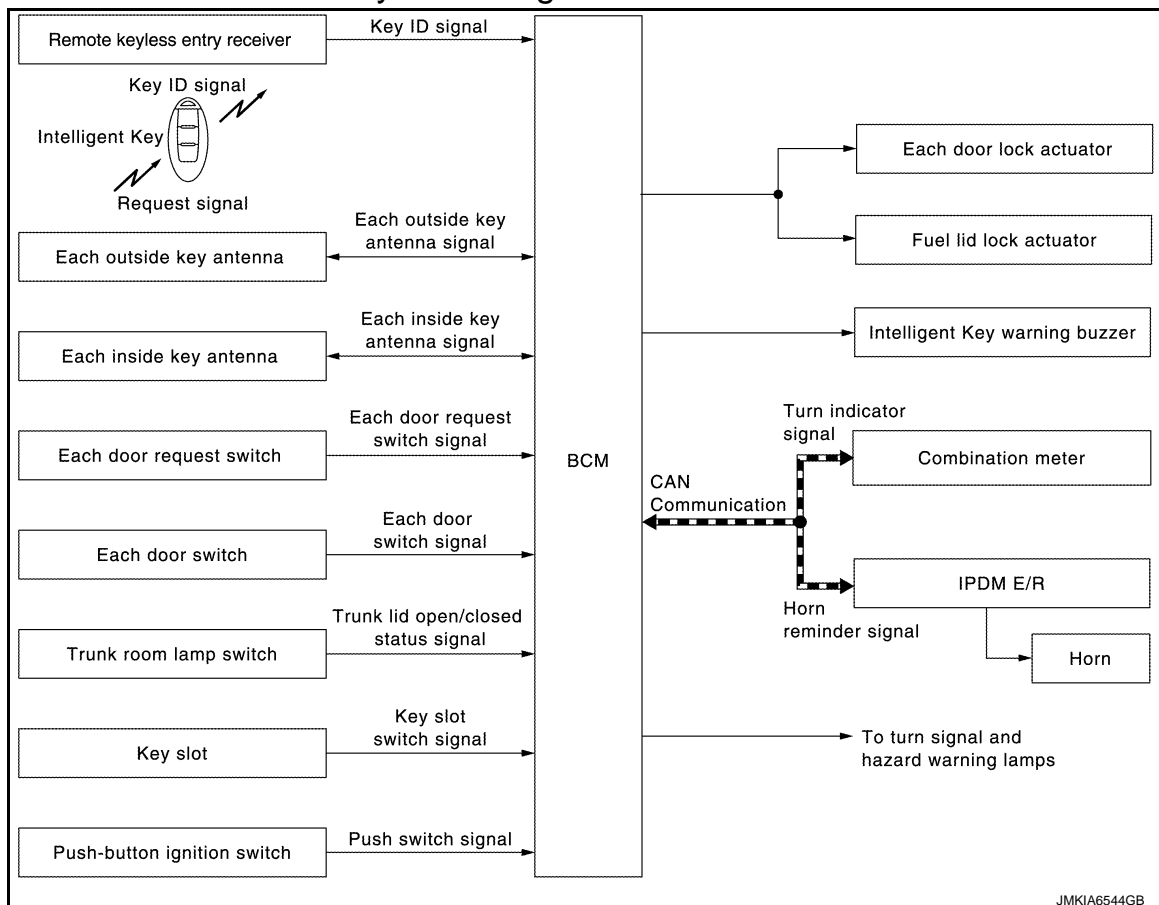 Remote keyless entry receiver
Key ID signal
Key ID signal
Intelligent Key
Request signal
Each outside key antenna
Each outside key
antenna signal
Each inside key antenna
Each inside key
antenna signal
Each door request switch
Each door request
switch signal
Each door switch
Each door
switch signal
Trunk room lamp switch
Trunk lid open/closed
status signal
Key slot
Key slot
switch signal
Push-button ignition switch
Push switch signal
BCM
Each door lock actuator
Fuel lid lock actuator
Intelligent Key warning buzzer
Turn indicator
signal
Combination meter
CAN
Communication
IPDM E/R
Horn
reminder signal
Horn
To turn signal and
hazard warning lamps
JMKIA6544GB